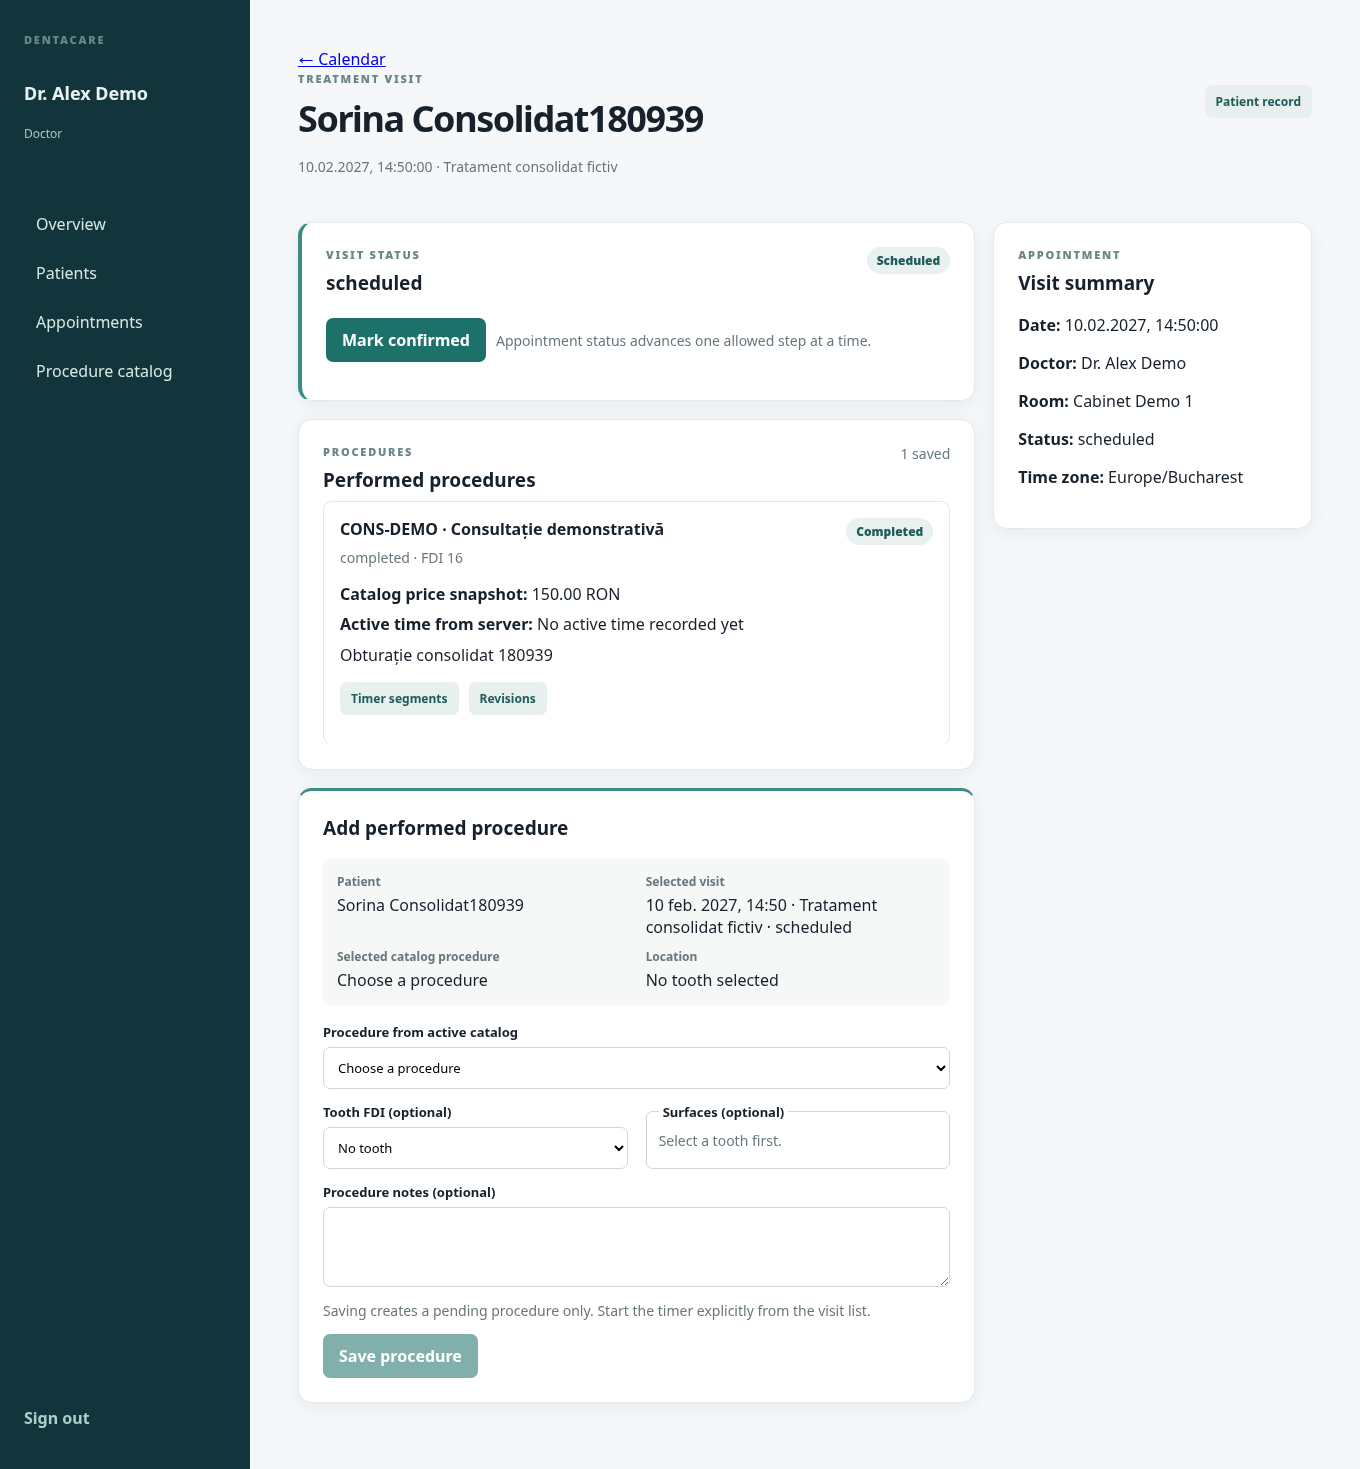 DENTACARE
Dr. Alex Demo
Doctor
Overview
Patients
Appointments
Procedure catalog
Sign out
← Calendar
TREATMENT VISIT
Sorina Consolidat180939
10.02.2027, 14:50:00 · Tratament consolidat fictiv
Patient record
VISIT STATUS
scheduled
Scheduled
Mark confirmed
Appointment status advances one allowed step at a time.
PROCEDURES
Performed procedures
1 saved
CONS-DEMO · Consultație demonstrativă
Completed
completed · FDI 16
Catalog price snapshot: 150.00 RON
Active time from server: No active time recorded yet
Obturație consolidat 180939
Timer segments
Revisions
Add performed procedure
Patient
Sorina Consolidat180939
Selected visit
10 feb. 2027, 14:50 · Tratament
consolidat fictiv · scheduled
Selected catalog procedure
Choose a procedure
Location
No tooth selected
Procedure from active catalog
Choose a procedure
Tooth FDI (optional)
No tooth
Surfaces (optional)
Select a tooth first.
Procedure notes (optional)
Saving creates a pending procedure only. Start the timer explicitly from the visit list.
Save procedure
APPOINTMENT
Visit summary
Date: 10.02.2027, 14:50:00
Doctor: Dr. Alex Demo
Room: Cabinet Demo 1
Status: scheduled
Time zone: Europe/Bucharest